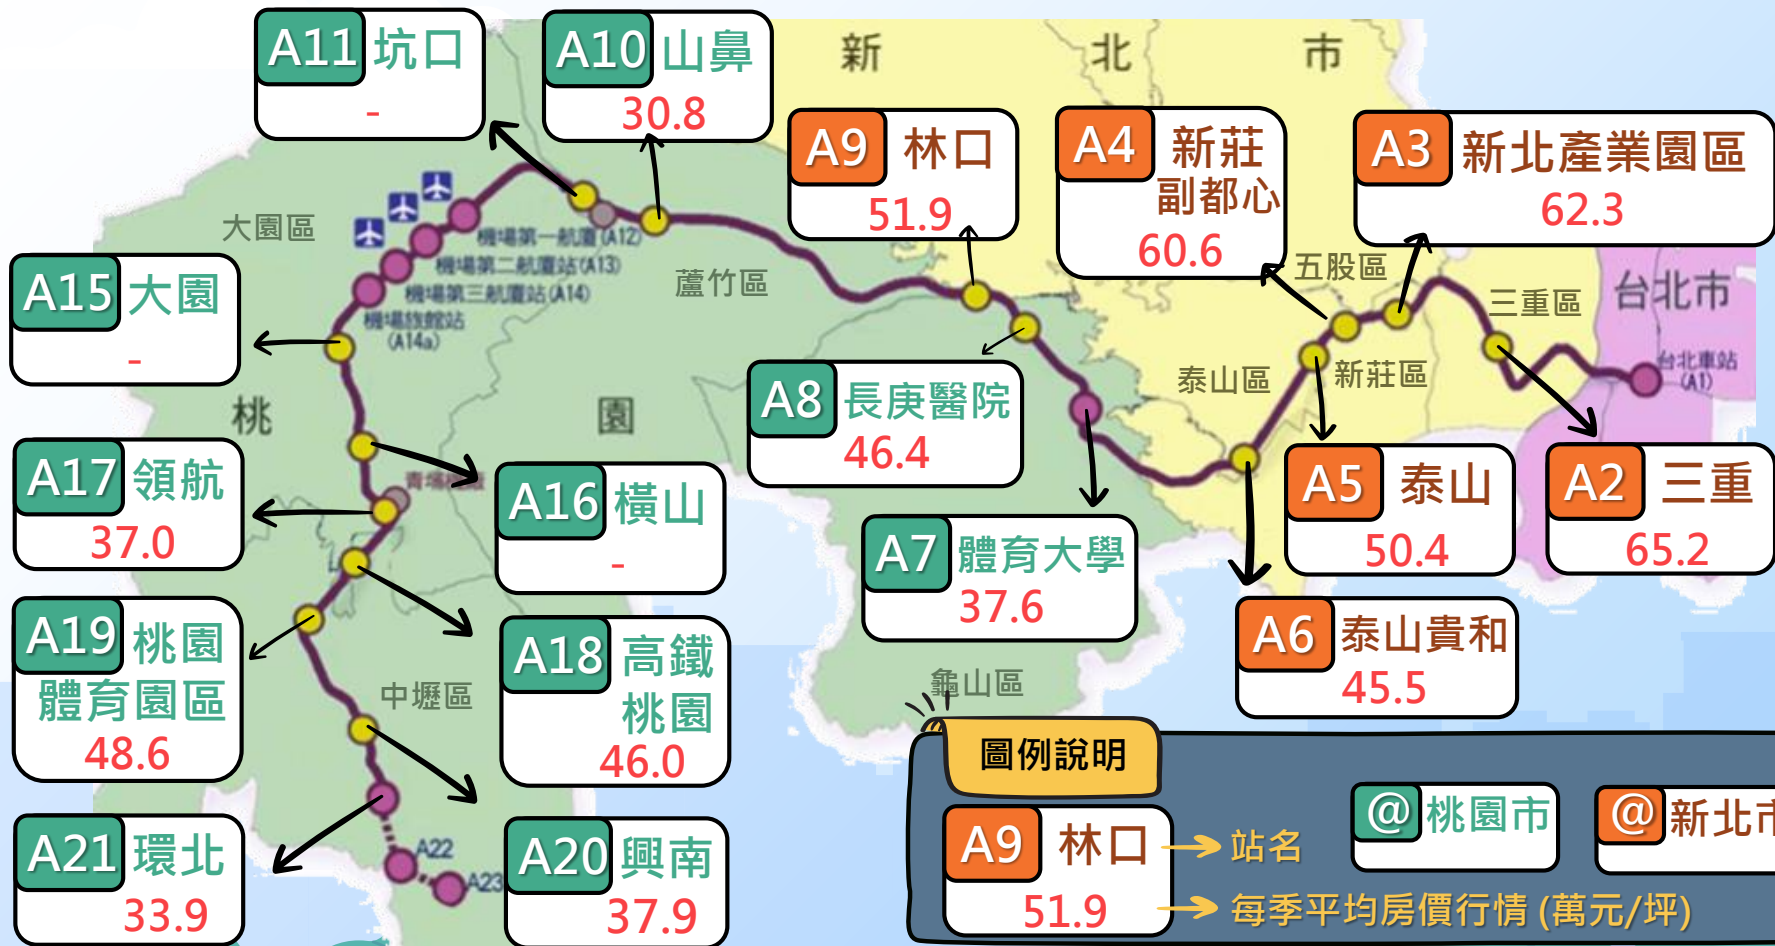 A11 坑口
-
A10 山鼻
30.8
新 北 市
A9 林口
51.9
A4 新莊
副都心
60.6
A3 新北產業園區
62.3
大園區
機場第一航廈(A12)
機場第二航廈站(A13)
機場第三航廈站(A14)
機場旅館站
(A14a)
蘆竹區
五股區
三重區
台北市
A15 大園
-
台北車站
(A1)
泰山區
新莊區
A8 長庚醫院
46.4
桃 園
A17 領航
37.0
A16 橫山
-
A5 泰山
50.4
A2 三重
65.2
A7 體育大學
37.6
A6 泰山貴和
45.5
A19 桃園
體育園區
48.6
A18 高鐵
桃園
46.0
中壢區
龜山區
A21 環北
33.9
A22
A23
A20 興南
37.9
圖例說明
A9 林口
51.9
站名
每季平均房價行情 (萬元/坪)
@ 桃園市
@ 新北市